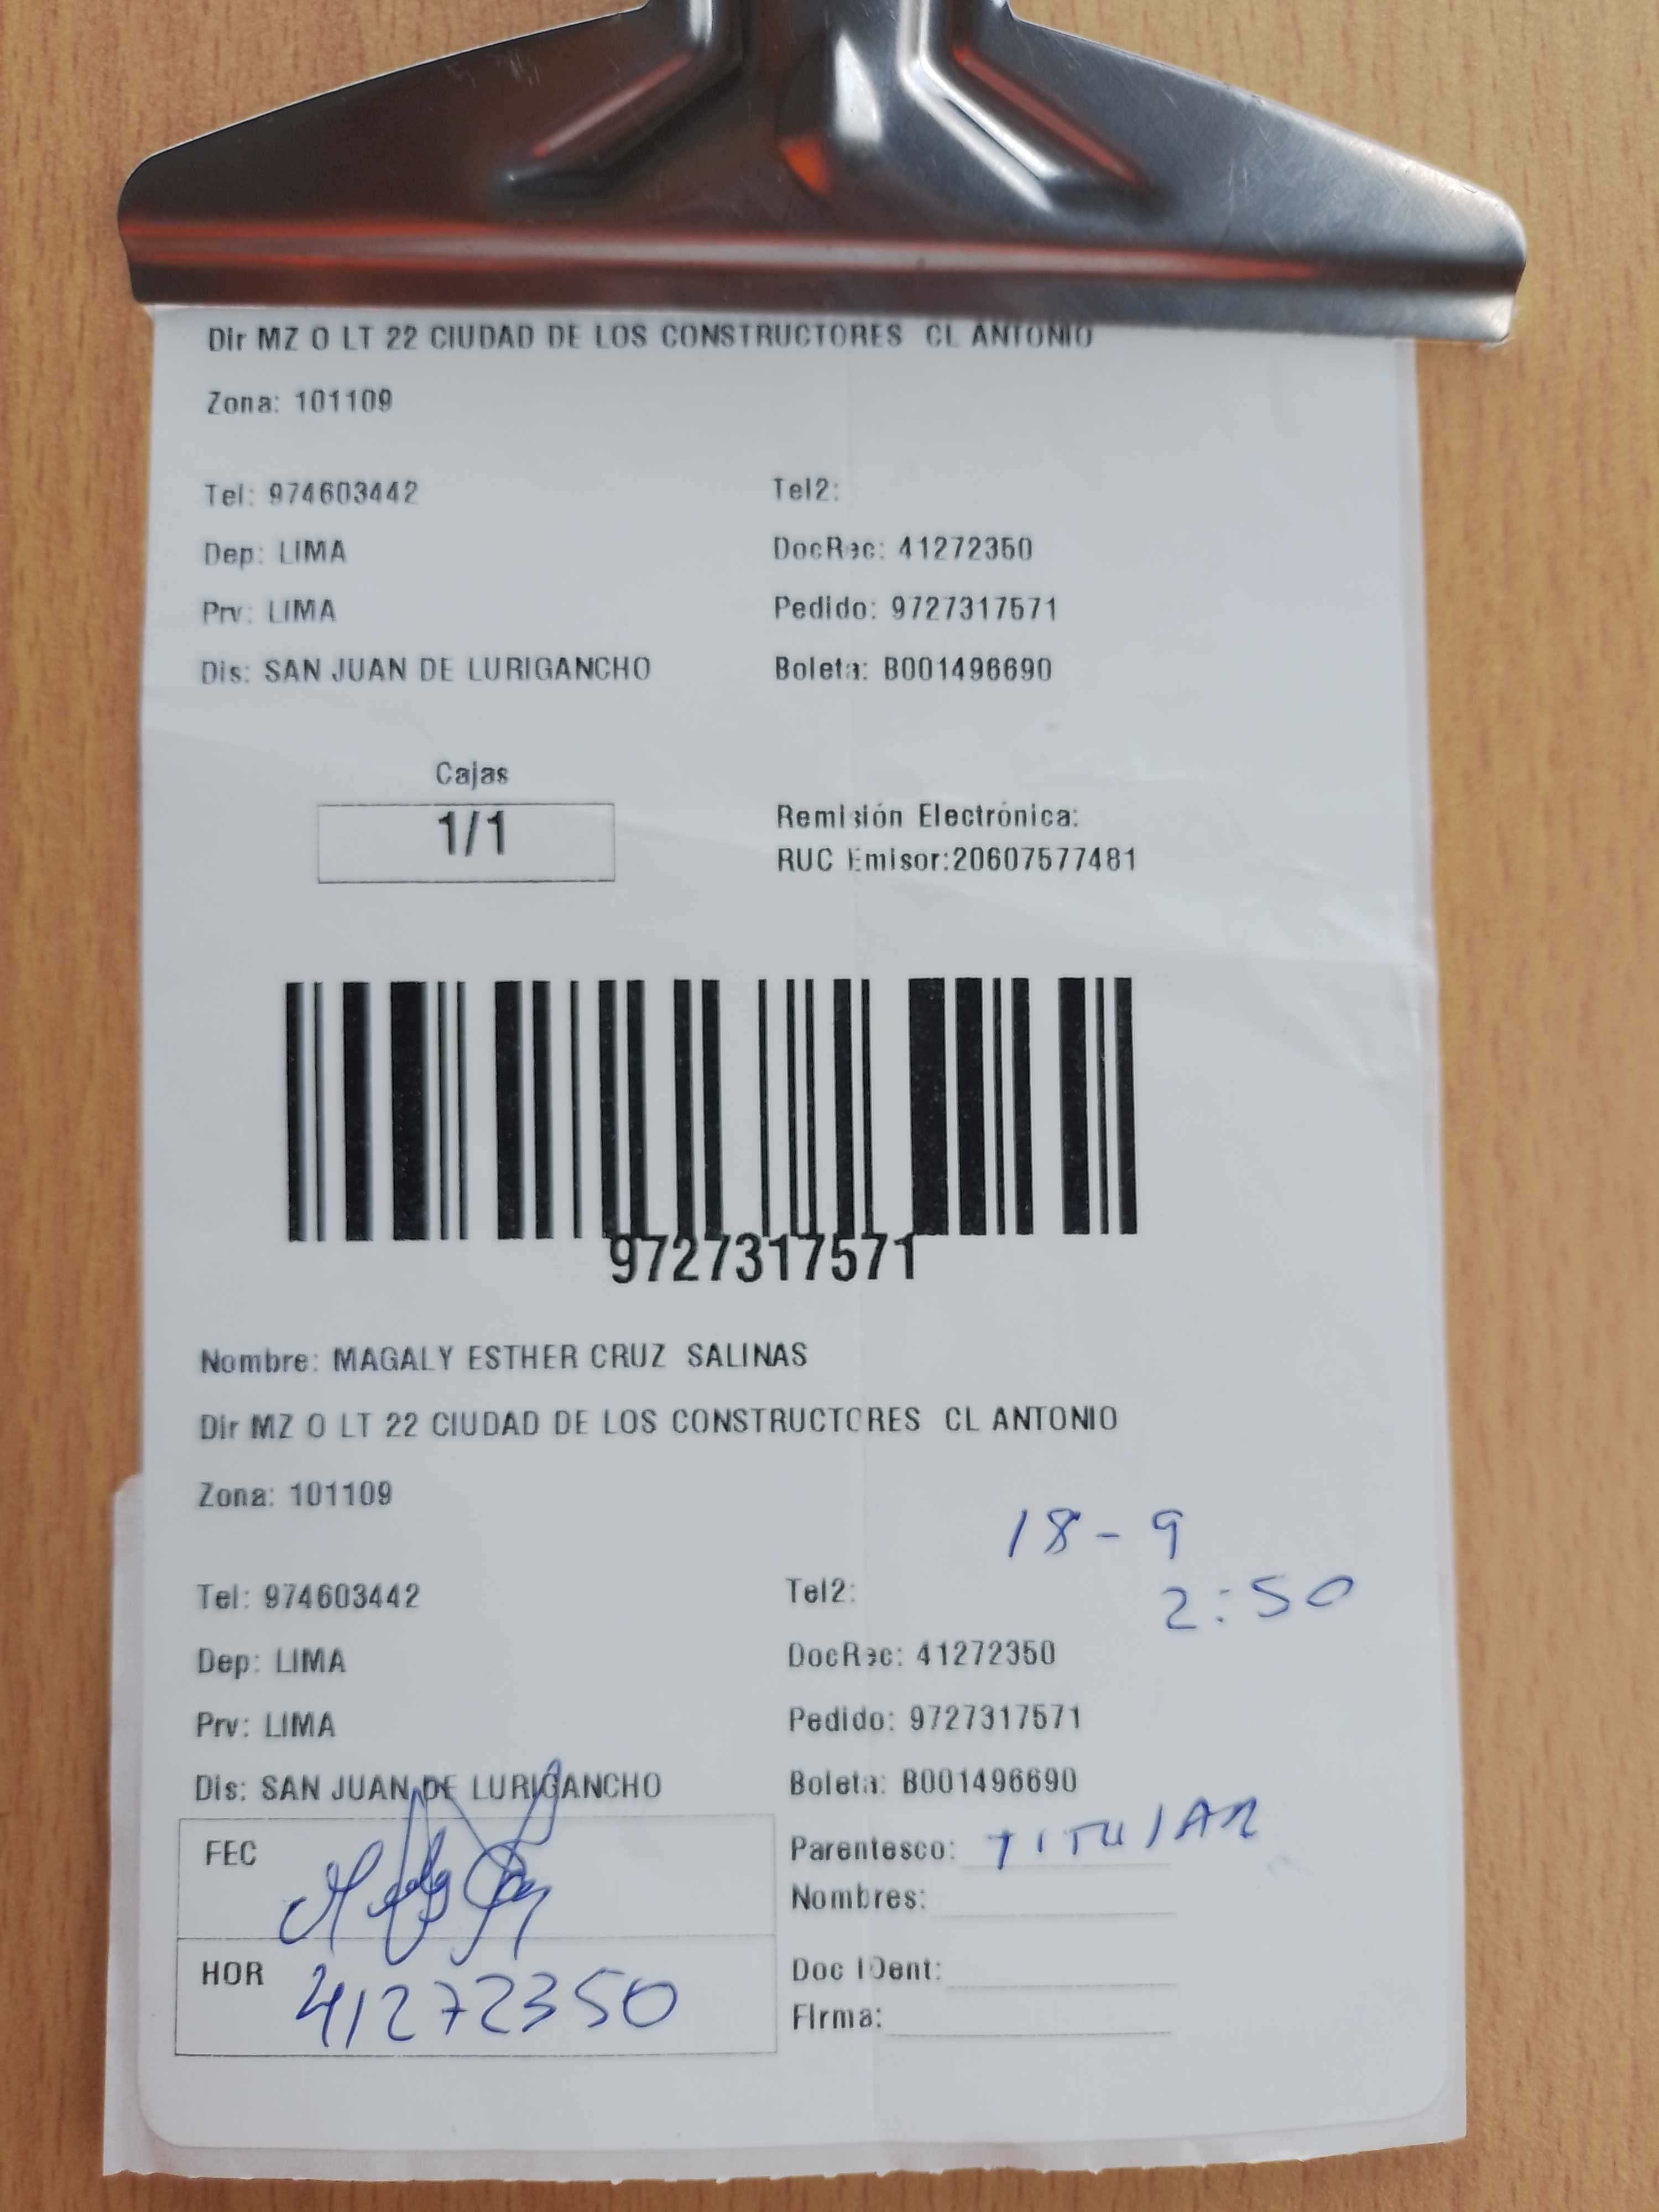 Dir MZ O LT 22 CIUDAD DE LOS CONSTRUCTORES CL ANTONIO
Zona: 101109
Tel: 974603442 Tel2:
Dep: LIMA DocRec: 41272350
Prv: LIMA Pedido: 9727317571
Dis: SAN JUAN DE LURIGANCHO Boleta: B001496690
Cajas
1/1
Remisión Electrónica:
RUC Emisor:20607577481
9727317571
Nombre: MAGALY ESTHER CRUZ SALINAS
Dir MZ O LT 22 CIUDAD DE LOS CONSTRUCTORES CL ANTONIO
Zona: 101109
18-9
2:50
Tel: 974603442 Tel2:
Dep: LIMA DocRec: 41272350
Prv: LIMA Pedido: 9727317571
Dis: SAN JUAN DE LURIGANCHO Boleta: B001496690
FEC
Parentesco: TITULAR
Nombres:
HOR 41272350
Doc IDent:
Firma: